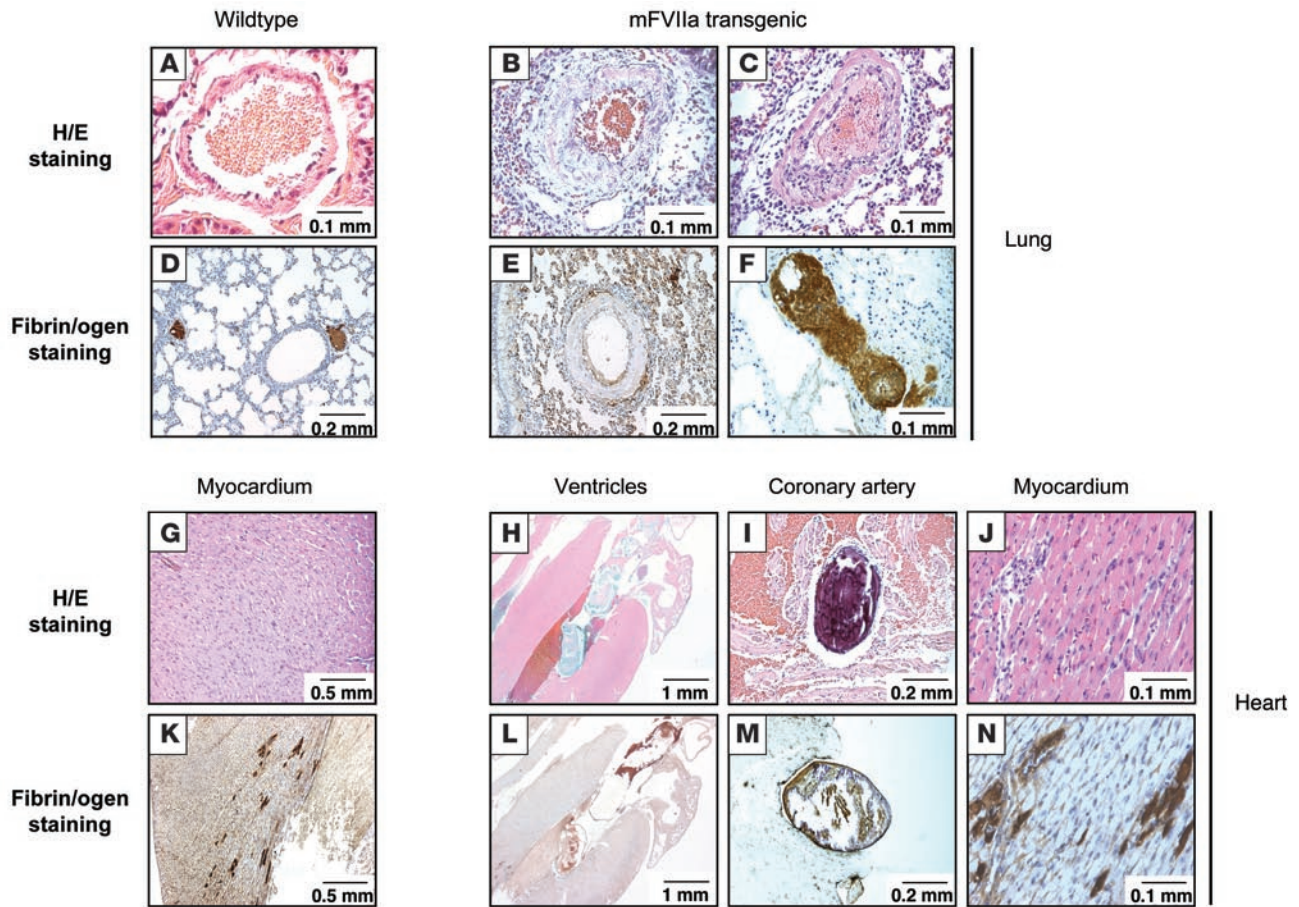 Wildtype
mFVIIa transgenic
H/E
staining
A
0.1 mm
B
0.1 mm
C
0.1 mm
Lung
Fibrin/ogen
staining
D
0.2 mm
E
0.2 mm
F
0.1 mm
Myocardium
Ventricles
Coronary artery
Myocardium
H/E
staining
G
0.5 mm
H
1 mm
I
0.2 mm
J
0.1 mm
Heart
Fibrin/ogen
staining
K
0.5 mm
L
1 mm
M
0.2 mm
N
0.1 mm